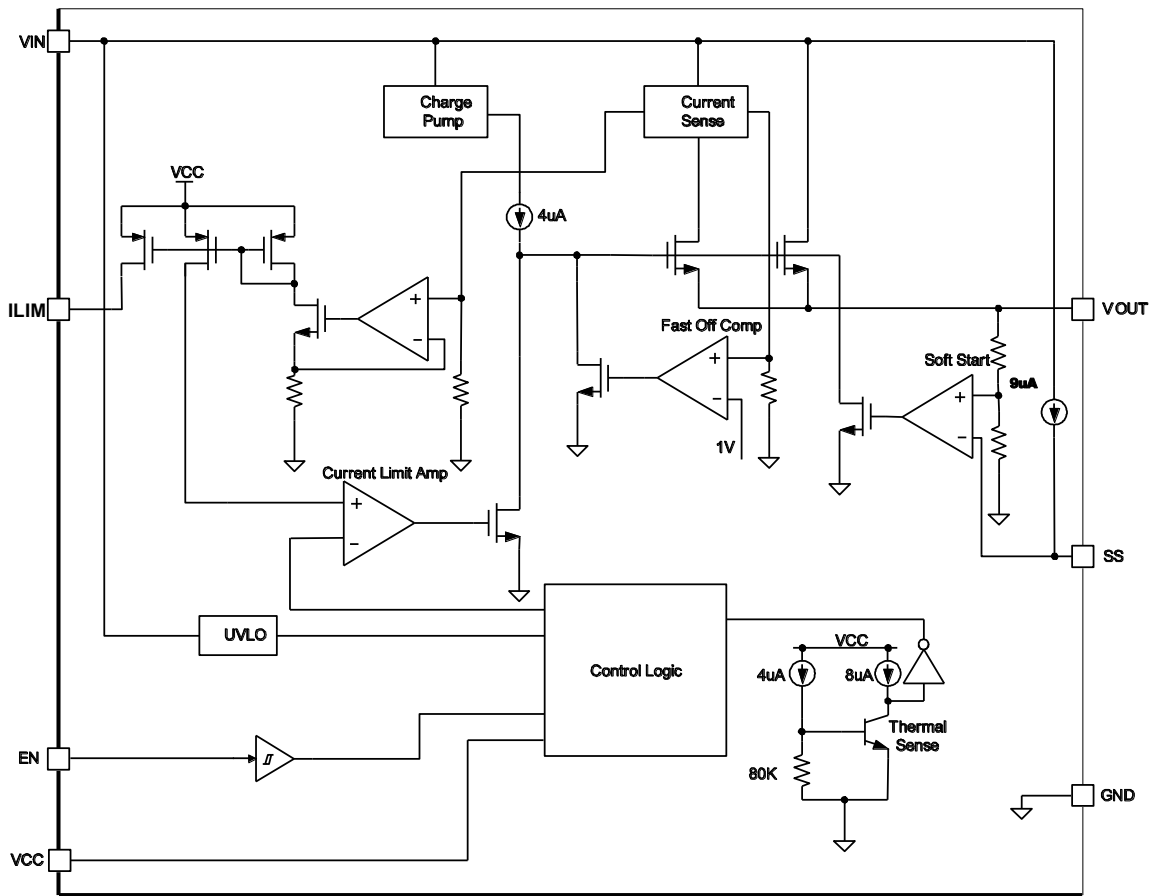 VIN
Charge
Pump
Current
Sense
VCC
4uA
ILIM
+
−
Fast Off Comp
+
−
1V
VOUT
Soft Start
9uA
+
−
Current Limit Amp
+
−
SS
UVLO
Control Logic
VCC
4uA
8uA
Thermal
Sense
80K
EN
GND
VCC